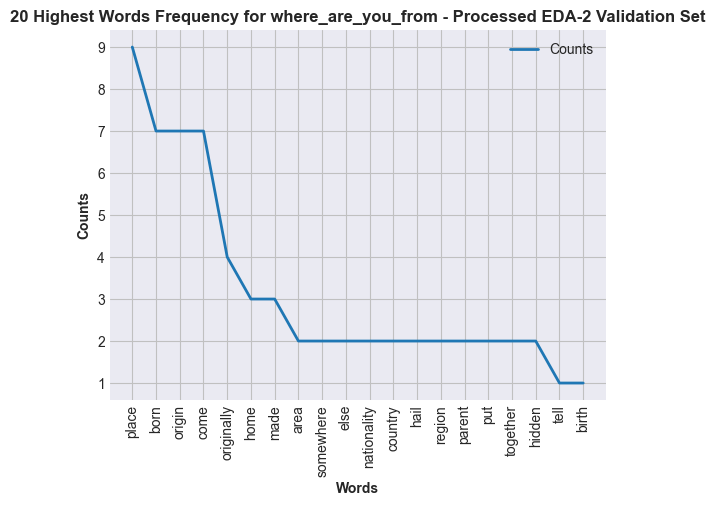 20 Highest Words Frequency for where_are_you_from - Processed EDA-2 Validation Set
Counts
9
8
7
6
5
4
3
2
1
Counts
place
born
origin
come
originally
home
made
area
somewhere
else
nationality
country
hail
region
parent
put
together
hidden
tell
birth
Words